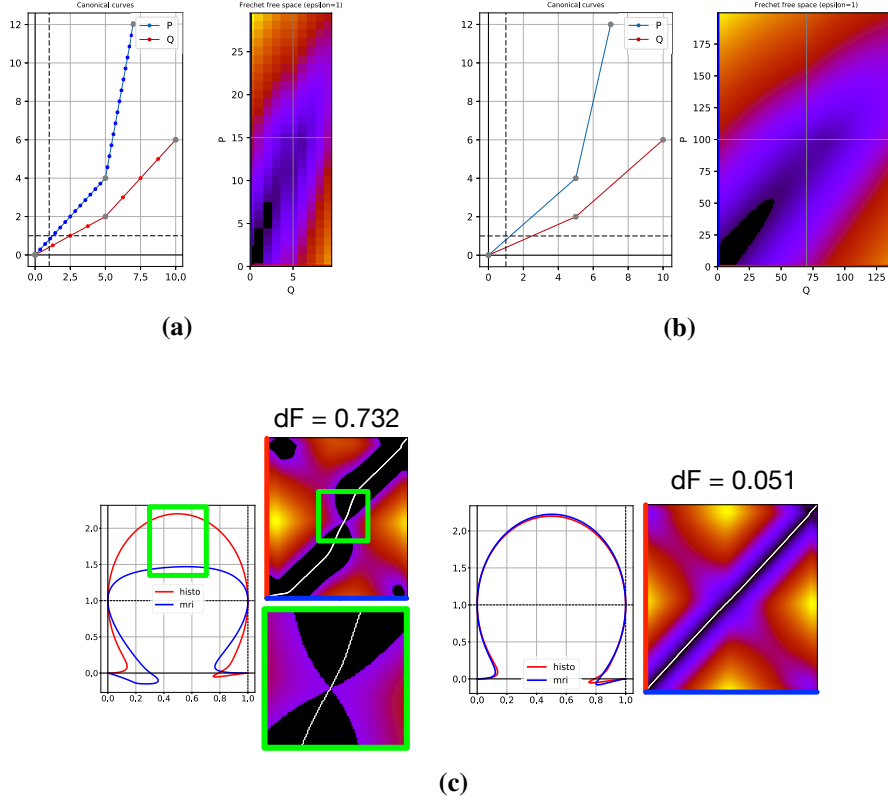 Canonical curves
12
10
8
6
4
2
0
0.0 2.5 5.0 7.5 10.0
P
Q
Frechet free space (epsilon=1)
P
25
20
15
10
5
0
0 5
Q
(a)
Canonical curves
12
10
8
6
4
2
0
0 2 4 6 8 10
P
Q
Frechet free space (epsilon=1)
P
175
150
125
100
75
50
25
0
0 25 50 75 100 125
Q
(b)
dF = 0.732
2.0
1.5
1.0
0.5
0.0
0.0 0.2 0.4 0.6 0.8 1.0
histo
mri
dF = 0.051
2.0
1.5
1.0
0.5
0.0
0.0 0.2 0.4 0.6 0.8 1.0
histo
mri
(c)